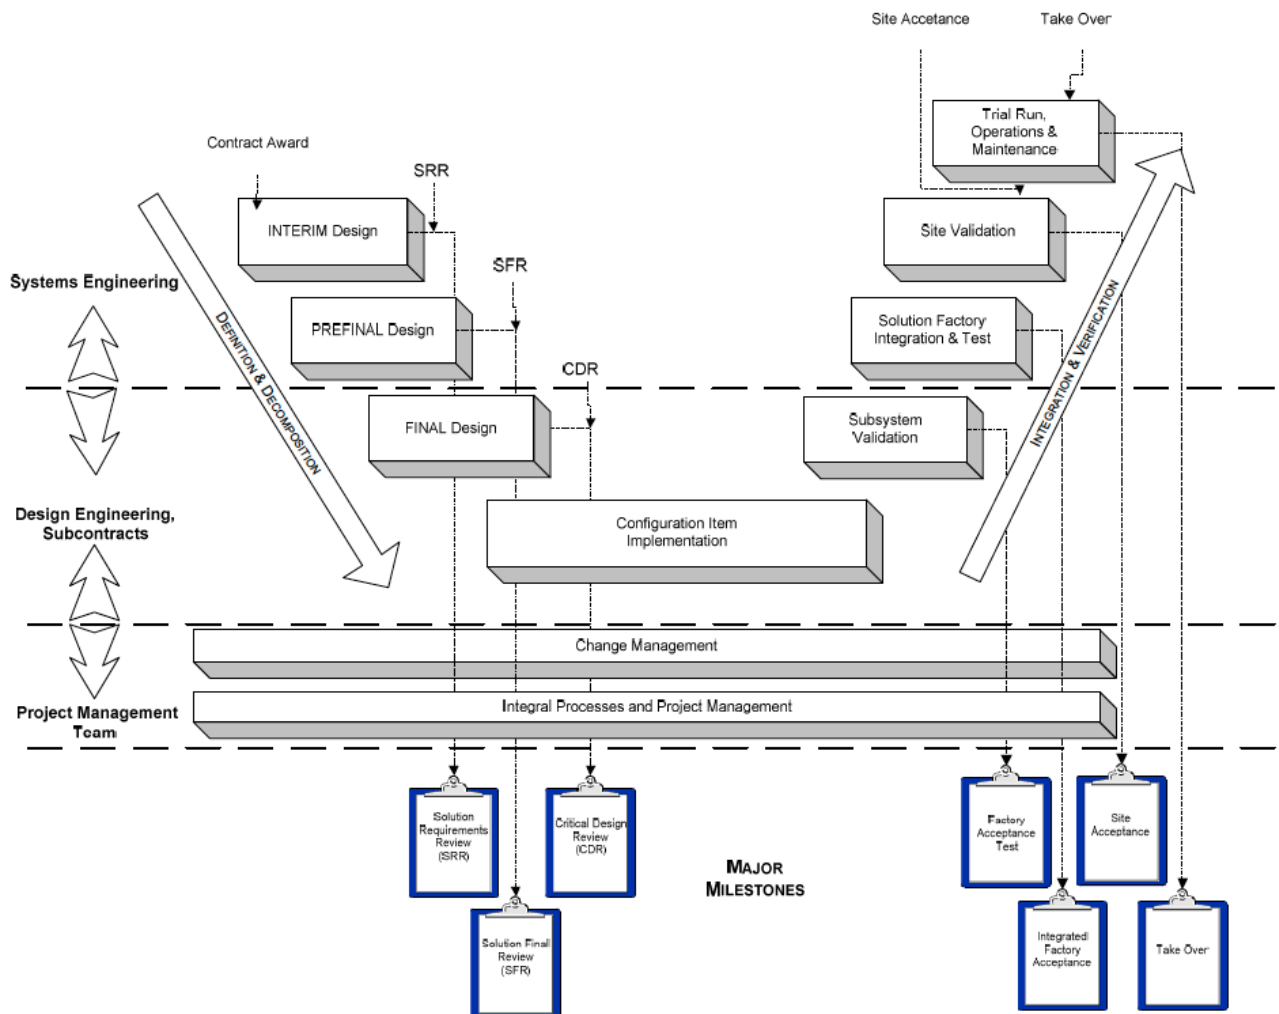 Site Accetance
Take Over
Trial Run,
Operations &
Maintenance
Contract Award
SRR
INTERIM Design
Site Validation
SFR
Systems Engineering
PREFINAL Design
Solution Factory
Integration & Test
DEFINITION & DECOMPOSITION
INTEGRATION & VERIFICATION
CDR
FINAL Design
Subsystem
Validation
Design Engineering,
Subcontracts
Configuration Item
Implementation
Change Management
Project Management
Team
Integral Processes and Project Management
Solution
Requirements
Review
(SRR)
Critical Design
Review
(CDR)
Factory
Acceptance
Test
Site
Acceptance
MAJOR
MILESTONES
Solution Final
Review
(SFR)
Integrated
Factory
Acceptance
Take Over